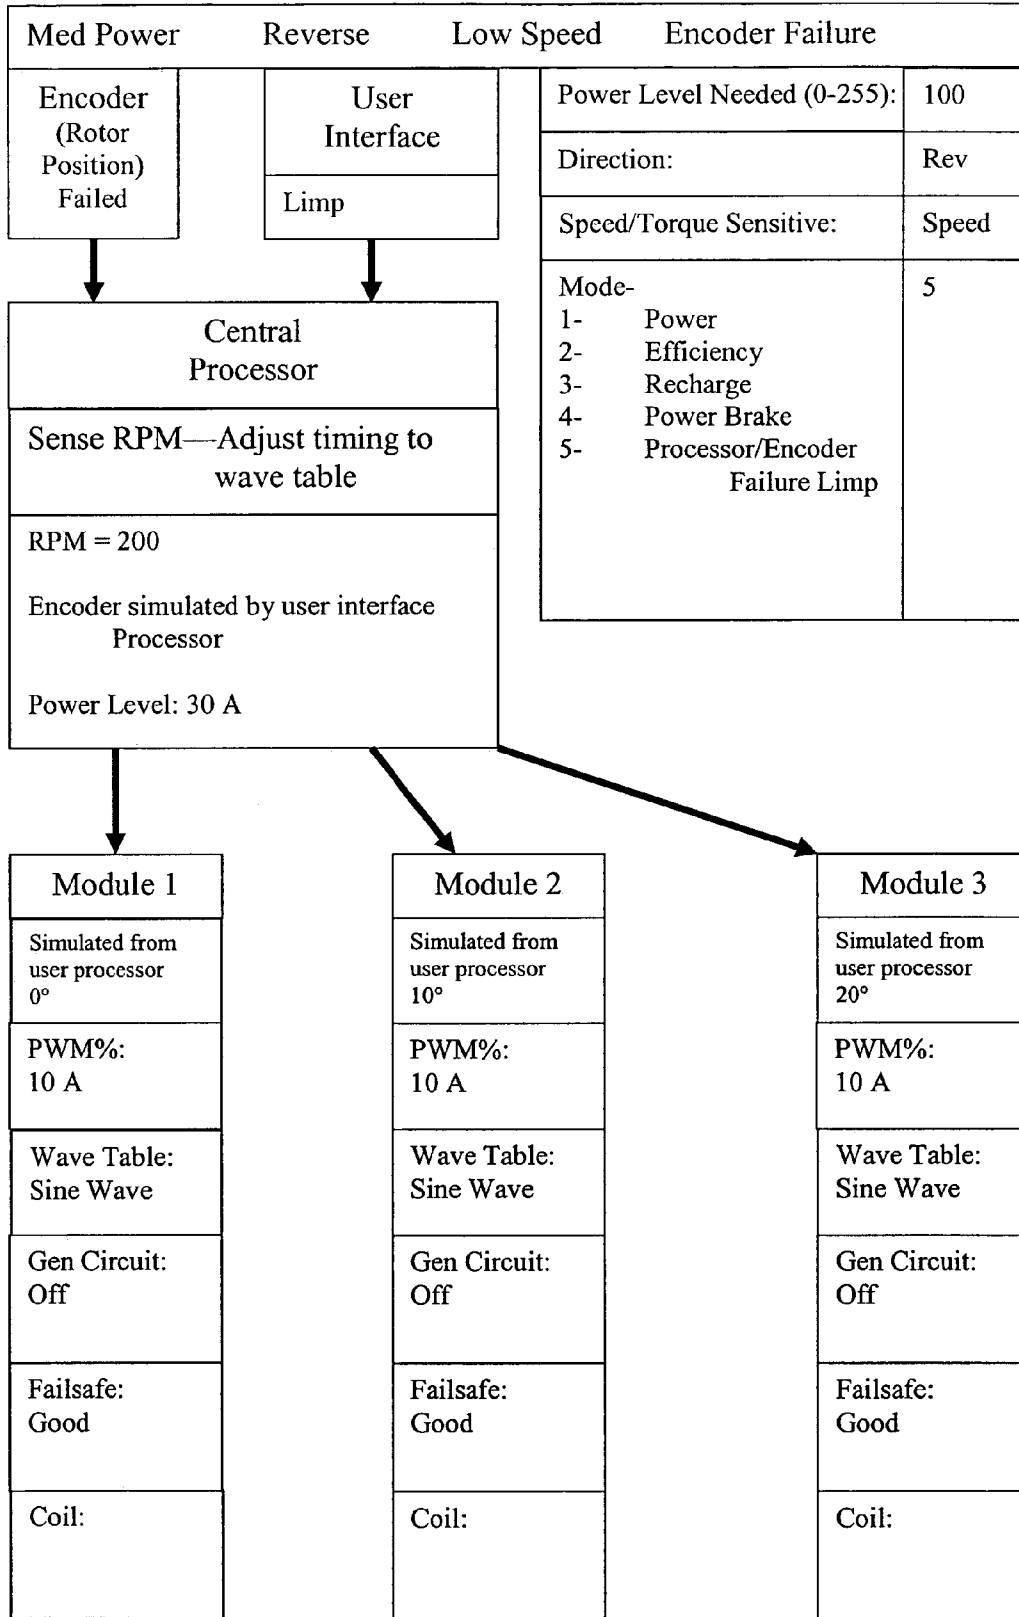 Med Power Reverse Low Speed Encoder Failure
Encoder
(Rotor
Position)
Failed
User
Interface
Limp
Power Level Needed (0-255): 100
Direction: Rev
Speed/Torque Sensitive: Speed
Mode- 5
1- Power
2- Efficiency
3- Recharge
4- Power Brake
5- Processor/Encoder
Failure Limp
Central
Processor
Sense RPM—Adjust timing to
wave table
RPM = 200
Encoder simulated by user interface
Processor
Power Level: 30 A
Module 1
Simulated from
user processor
0°
PWM%:
10 A
Wave Table:
Sine Wave
Gen Circuit:
Off
Failsafe:
Good
Coil:
Module 2
Simulated from
user processor
10°
PWM%:
10 A
Wave Table:
Sine Wave
Gen Circuit:
Off
Failsafe:
Good
Coil:
Module 3
Simulated from
user processor
20°
PWM%:
10 A
Wave Table:
Sine Wave
Gen Circuit:
Off
Failsafe:
Good
Coil: